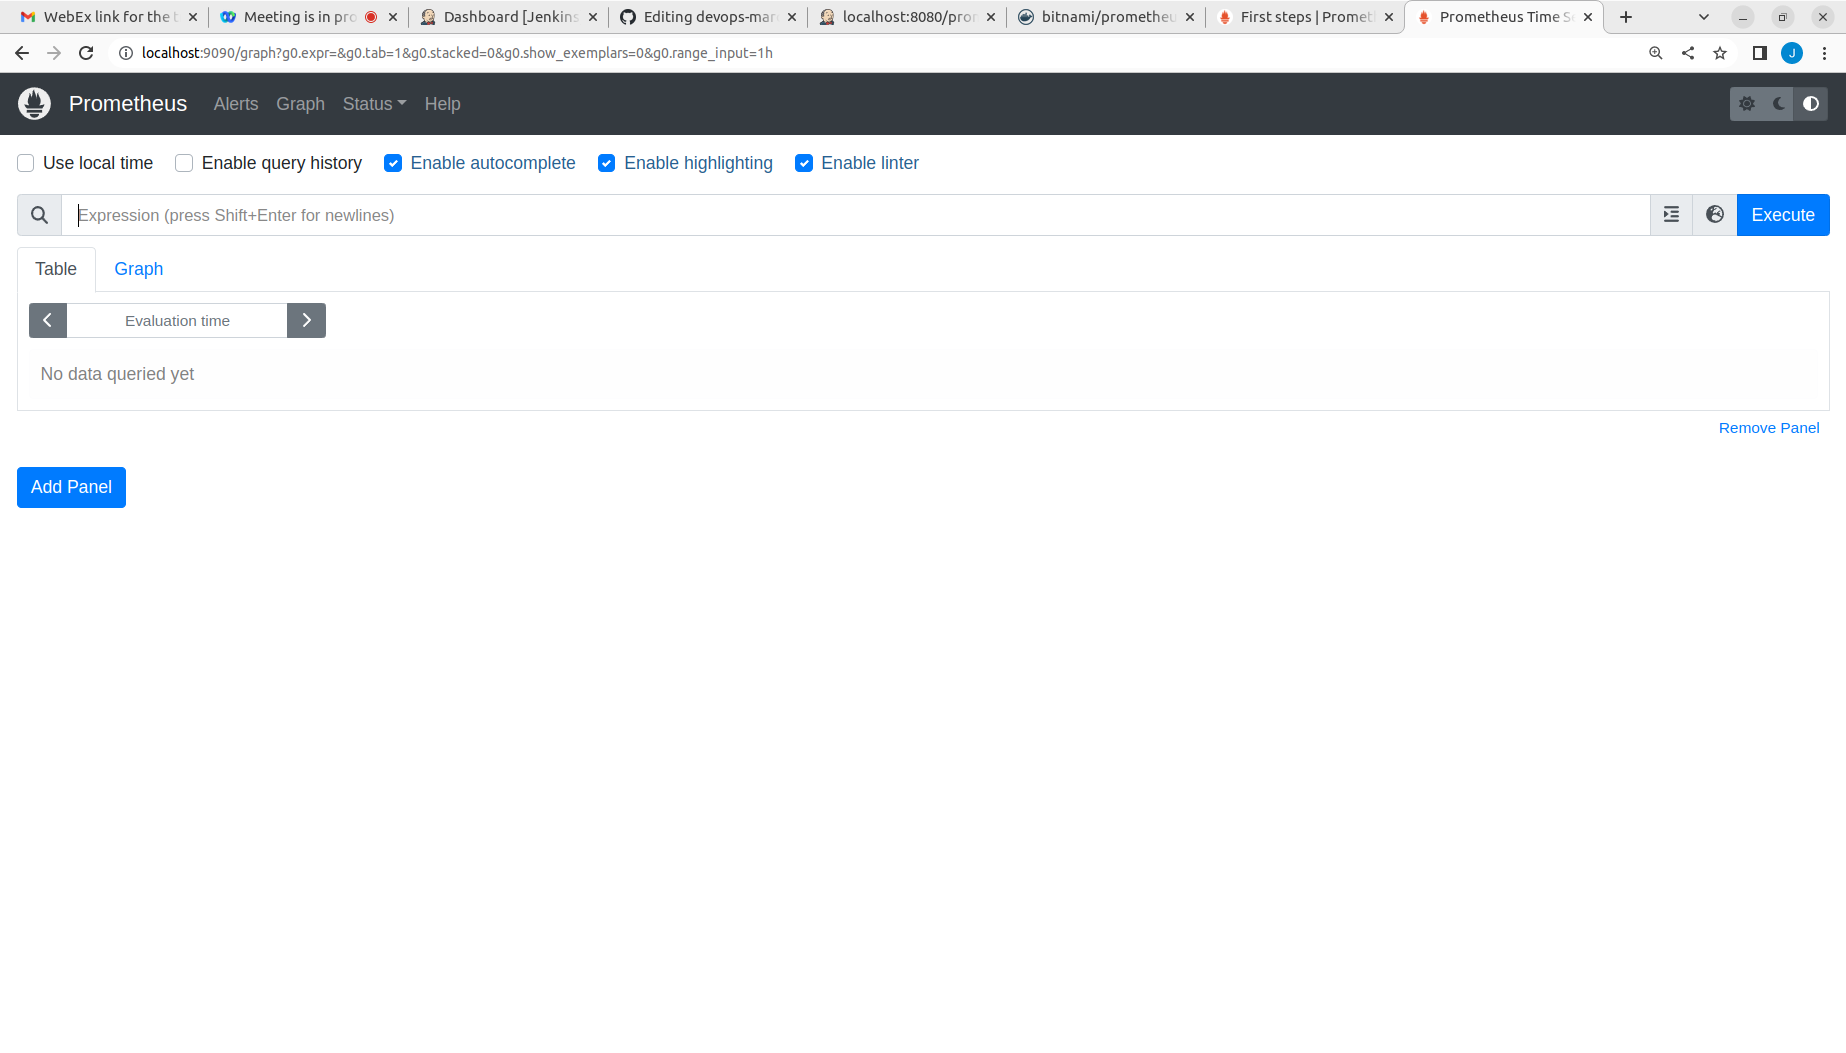 WebEx link for the t Meeting is in pro Dashboard [Jenkins Editing devops-mar localhost:8080/pror bitnami/prometheu First steps | Promet Prometheus Time Se
localhost:9090/graph?g0.expr=&g0.tab=1&g0.stacked=0&g0.show_exemplars=0&g0.range_input=1h J
Prometheus Alerts Graph Status Help
Use local time Enable query history Enable autocomplete Enable highlighting Enable linter
Expression (press Shift+Enter for newlines) Execute
Table Graph
Evaluation time
No data queried yet
Remove Panel
Add Panel